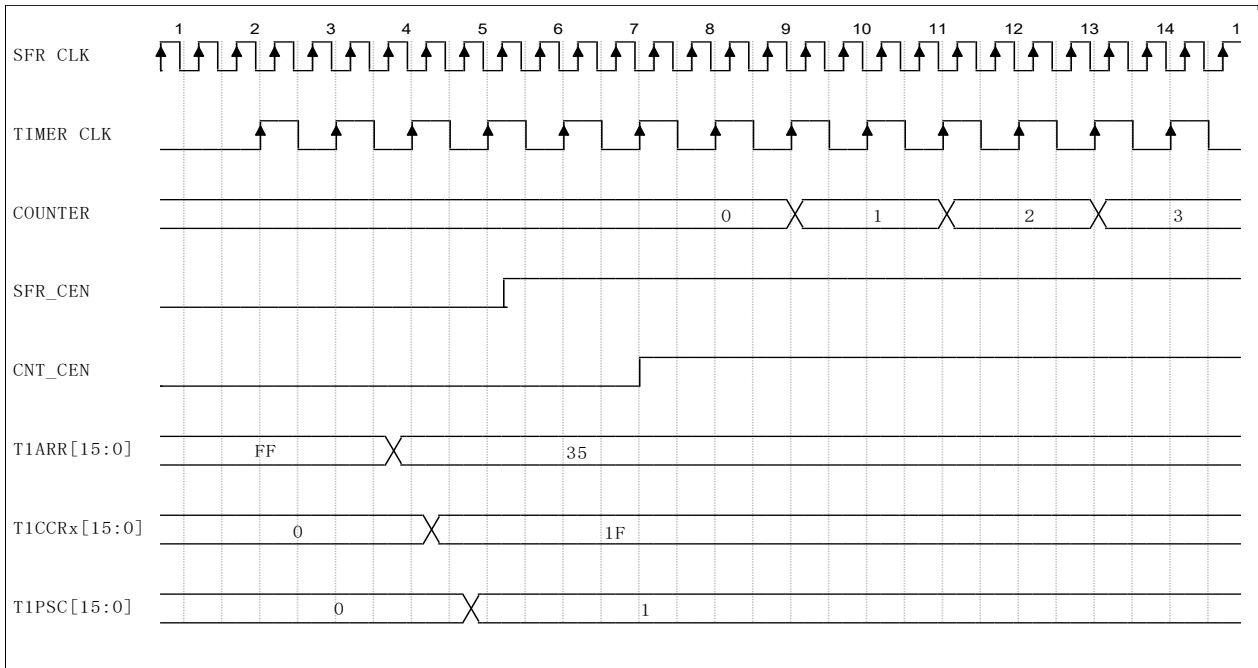 1 2 3 4 5 6 7 8 9 10 11 12 13 14 1
SFR CLK
TIMER CLK
COUNTER 0 1 2 3
SFR_CEN
CNT_CEN
T1ARR[15:0] FF 35
T1CCRx[15:0] 0 1F
T1PSC[15:0] 0 1